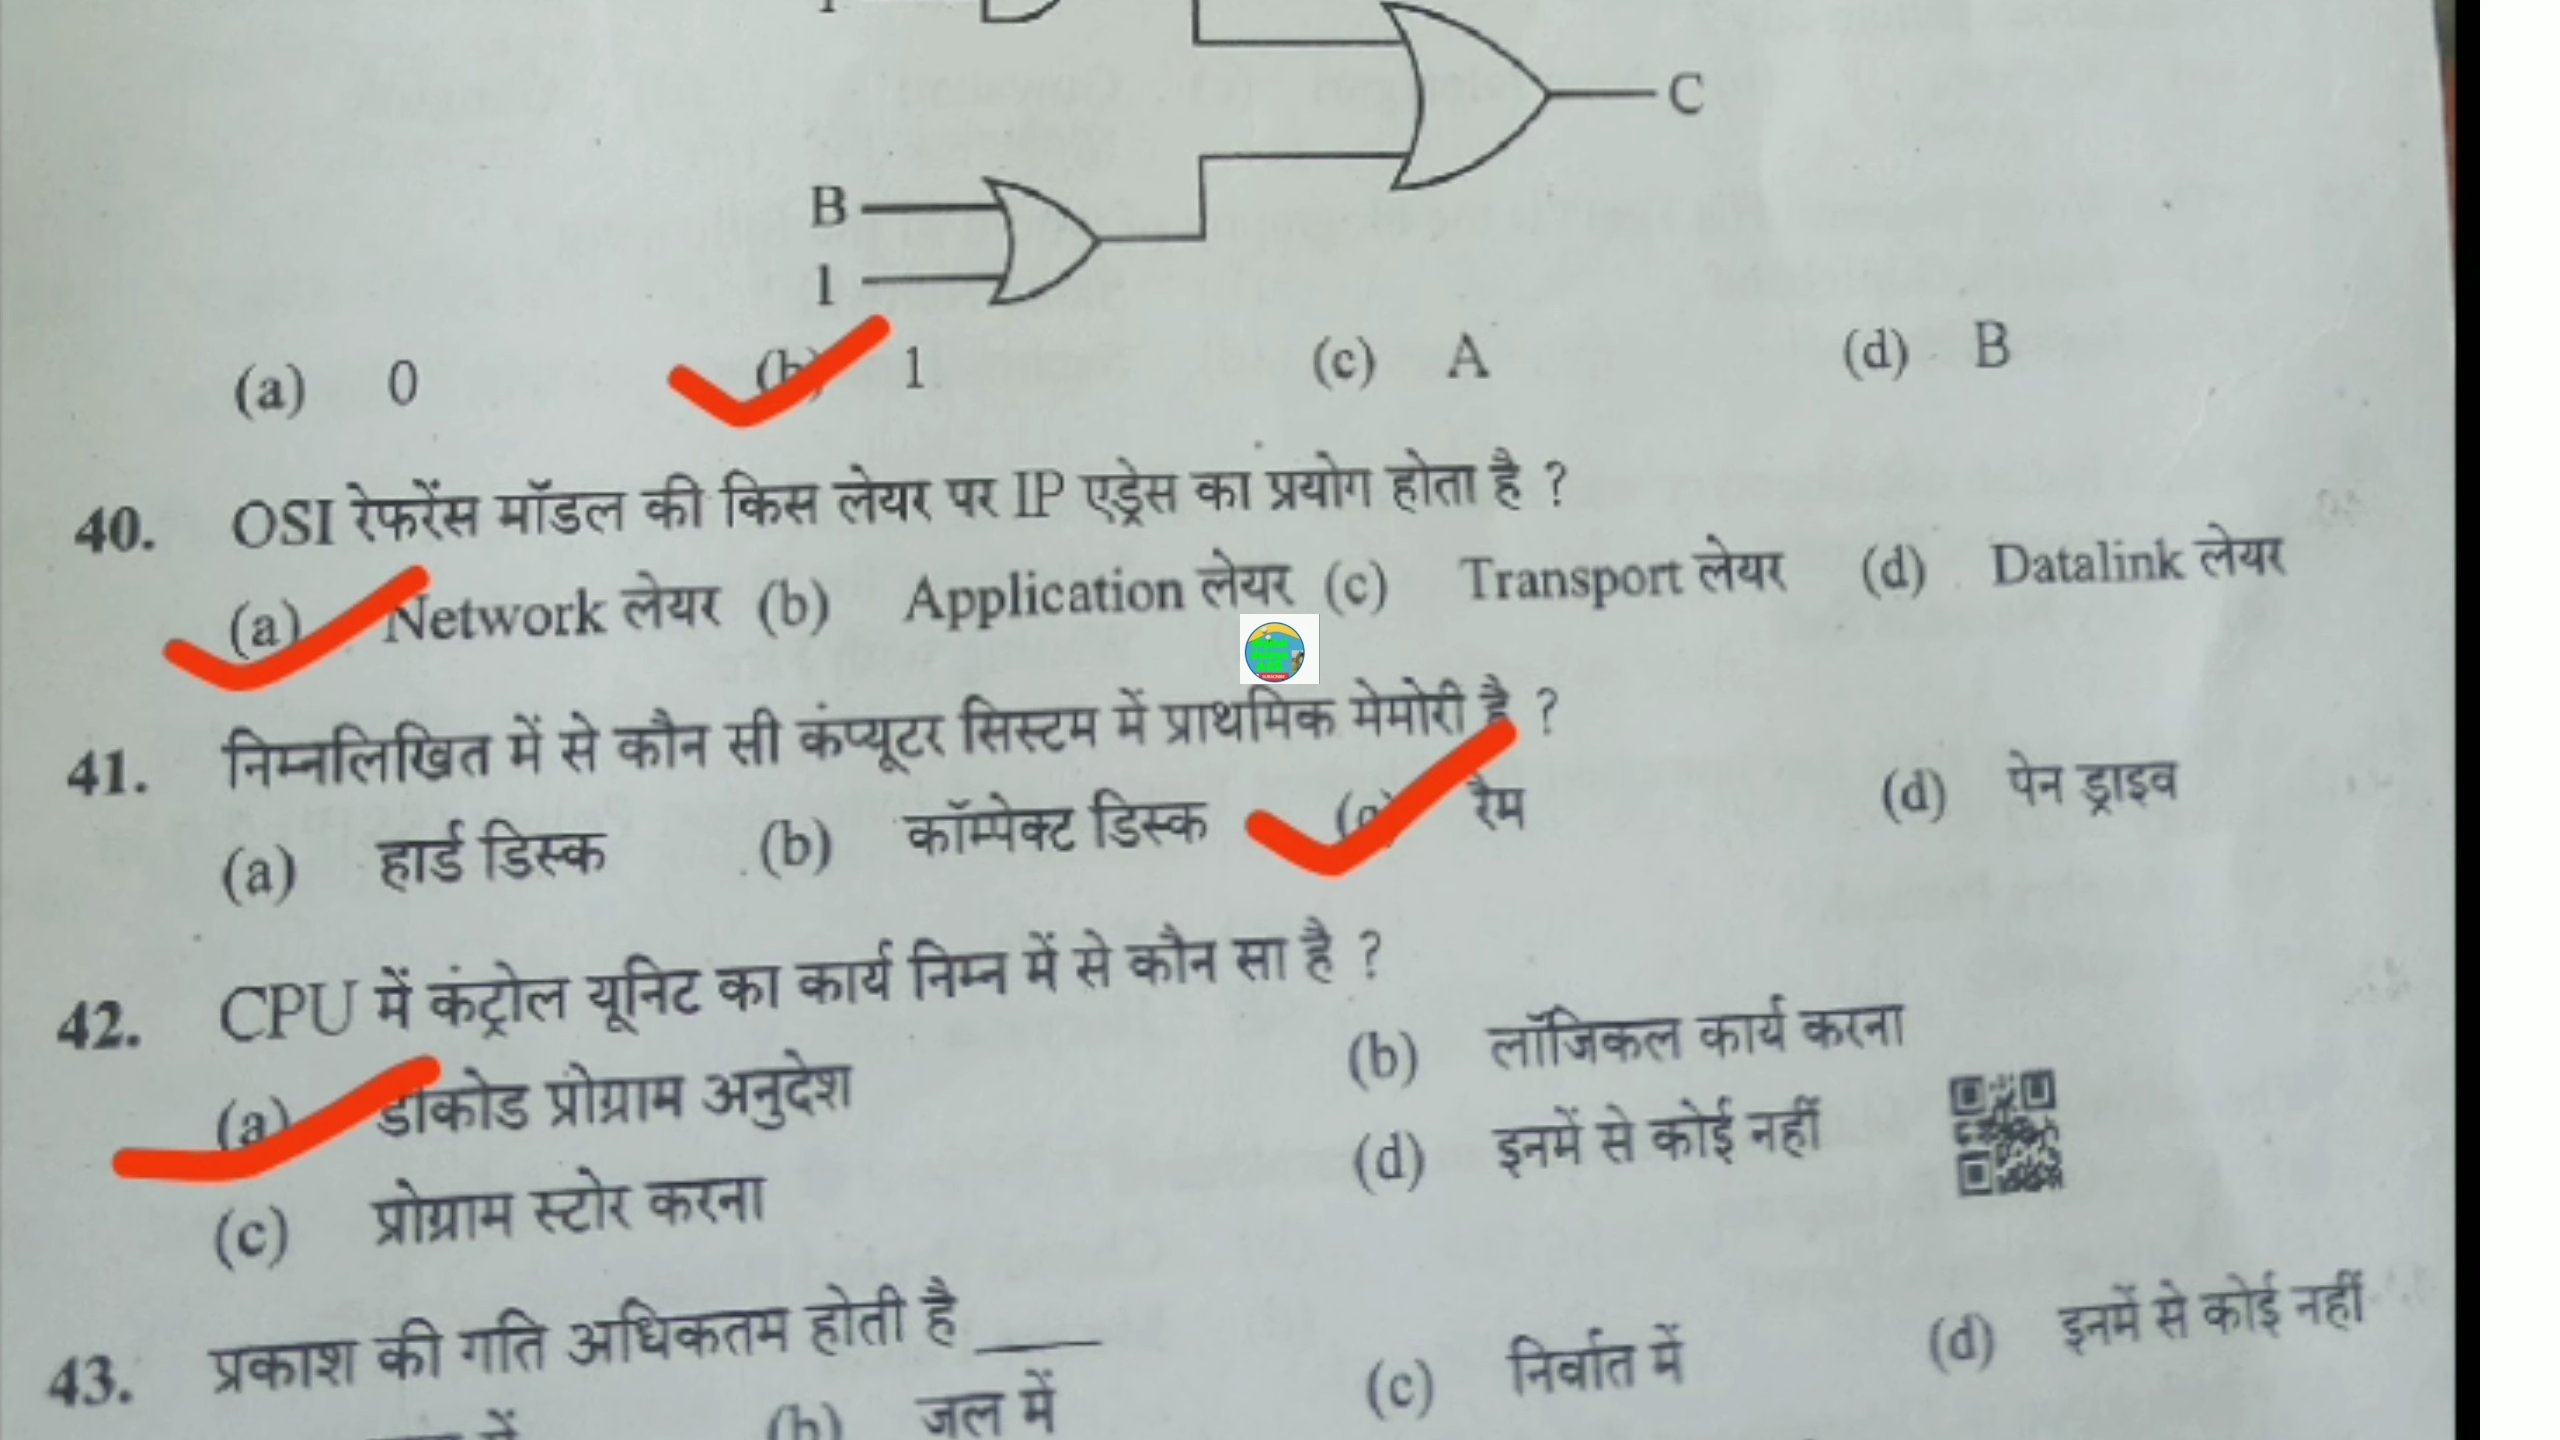 C
B
1
(a) 0 (b) 1 (c) A (d) B
40. OSI रेफरेंस मॉडल की किस लेयर पर IP एड्रेस का प्रयोग होता है ?
(a) Network लेयर (b) Application लेयर (c) Transport लेयर (d) Datalink लेयर
41. निम्नलिखित में से कौन सी कंप्यूटर सिस्टम में प्राथमिक मेमोरी है ?
(a) हार्ड डिस्क (b) कॉम्पेक्ट डिस्क (c) रैम (d) पेन ड्राइव
42. CPU में कंट्रोल यूनिट का कार्य निम्न में से कौन सा है ?
(a) डीकोड प्रोग्राम अनुदेश (b) लॉजिकल कार्य करना
(c) प्रोग्राम स्टोर करना (d) इनमें से कोई नहीं
43. प्रकाश की गति अधिकतम होती है ____
में (b) जल में (c) निर्वात में (d) इनमें से कोई नहीं